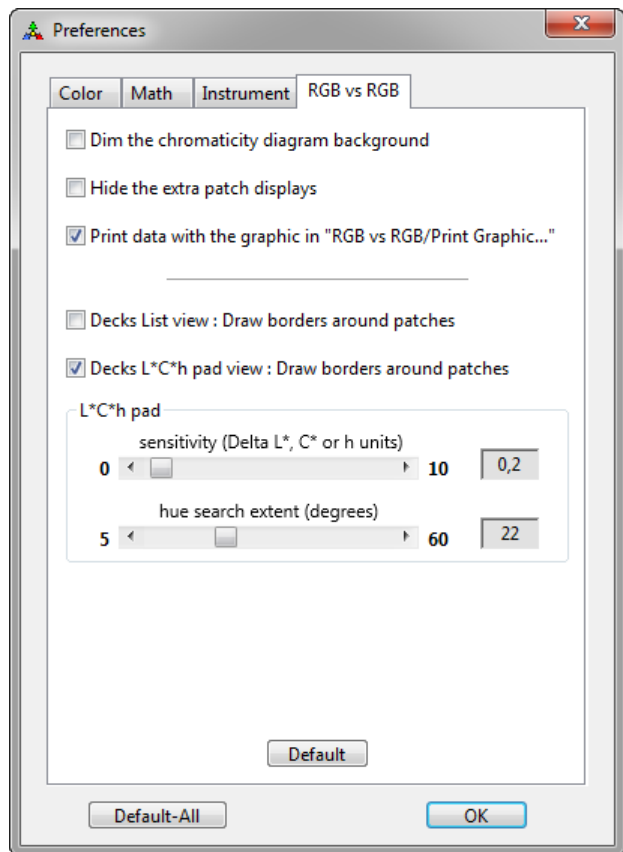 Preferences
Color Math Instrument RGB vs RGB
Dim the chromaticity diagram background
Hide the extra patch displays
Print data with the graphic in "RGB vs RGB/Print Graphic..."
Decks List view : Draw borders around patches
Decks L*C*h pad view : Draw borders around patches
L*C*h pad
sensitivity (Delta L*, C* or h units)
0 10 0,2
hue search extent (degrees)
5 60 22
Default
Default-All OK